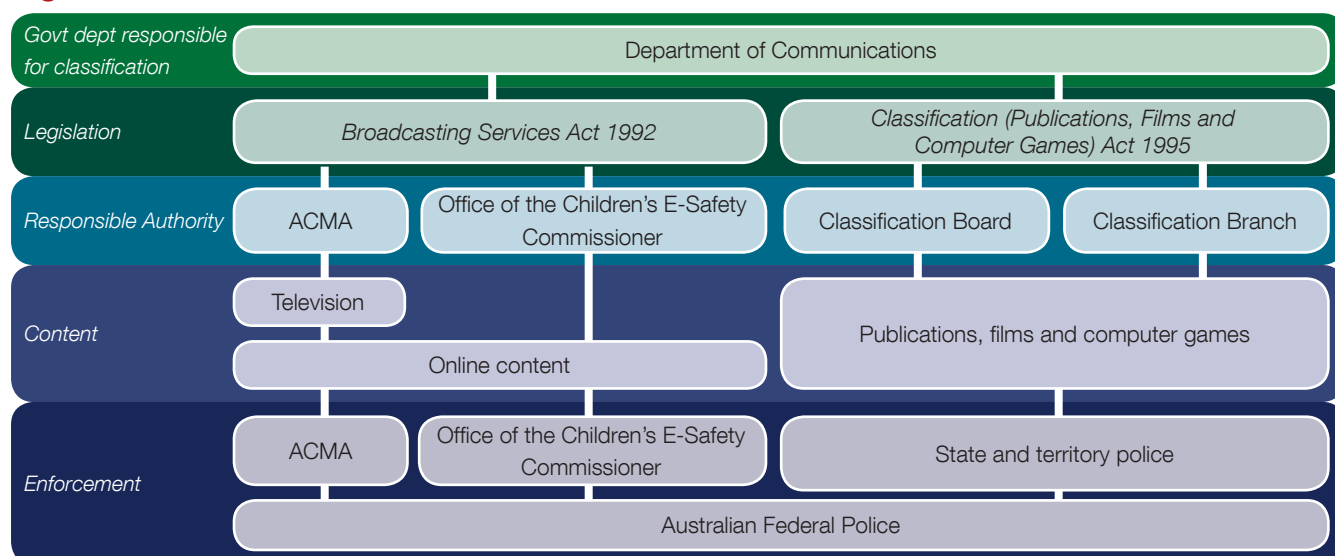 Govt dept responsible
for classification
Department of Communications
Legislation
Broadcasting Services Act 1992
Classification (Publications, Films and
Computer Games) Act 1995
Responsible Authority
ACMA
Office of the Children's E-Safety
Commissioner
Classification Board
Classification Branch
Content
Television
Online content
Publications, films and computer games
Enforcement
ACMA
Office of the Children's E-Safety
Commissioner
State and territory police
Australian Federal Police